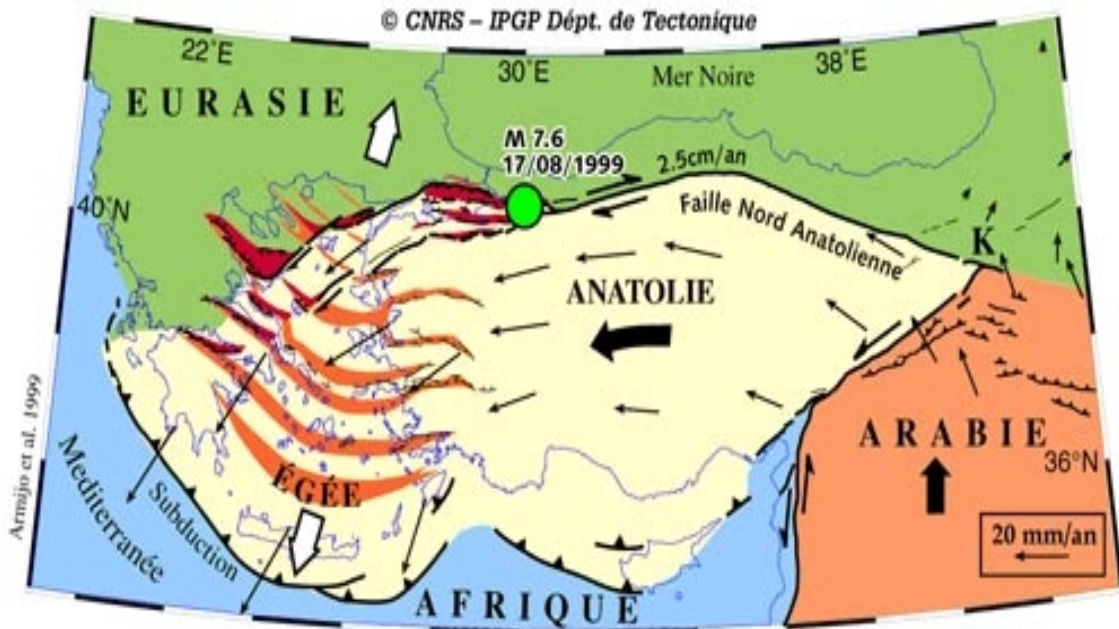 © CNRS – IPGP Dépt. de Tectonique
22°E
30°E
38°E
Mer Noire
EURASIE
M 7.6
17/08/1999
2.5cm/an
40°N
Faille Nord Anatolienne
K
ANATOLIE
ARABIE
36°N
Armijo et al. 1999
Mediterranée
Subduction
ÉGÉE
20 mm/an
AFRIQUE